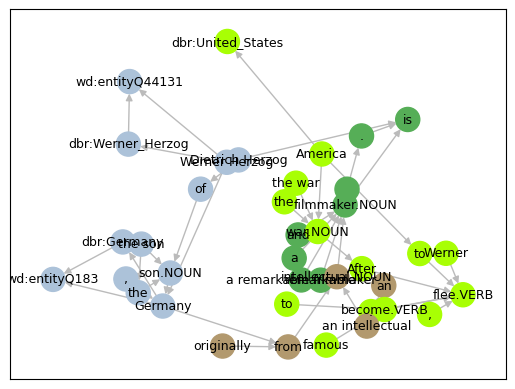 dbr:United_States
wd:entityQ44131
is
.
dbr:Werner_Herzog
America
Dietrich.Herzog
Werner Herzog
the war
of
the
filmmaker.NOUN
and
war.NOUN
dbr:Germany
the son
to
Werner
a
After
wd:entityQ183
,
son.NOUN
a remarkable
intellectual.NOUN
the
an
flee.VERB
Germany
to
become.VERB
,
an intellectual
originally
from
famous